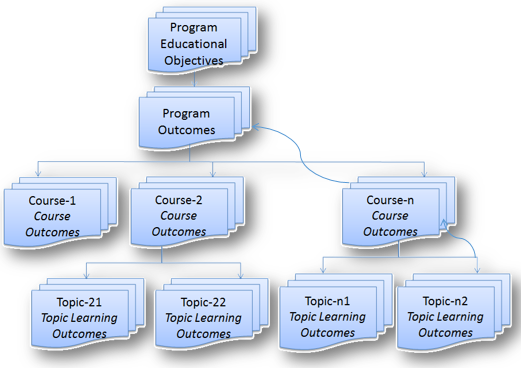 Program
Educational
Objectives
Program
Outcomes
Course-1
Course
Outcomes
Course-2
Course
Outcomes
Course-n
Course
Outcomes
Topic-21
Topic Learning
Outcomes
Topic-22
Topic Learning
Outcomes
Topic-n1
Topic Learning
Outcomes
Topic-n2
Topic Learning
Outcomes